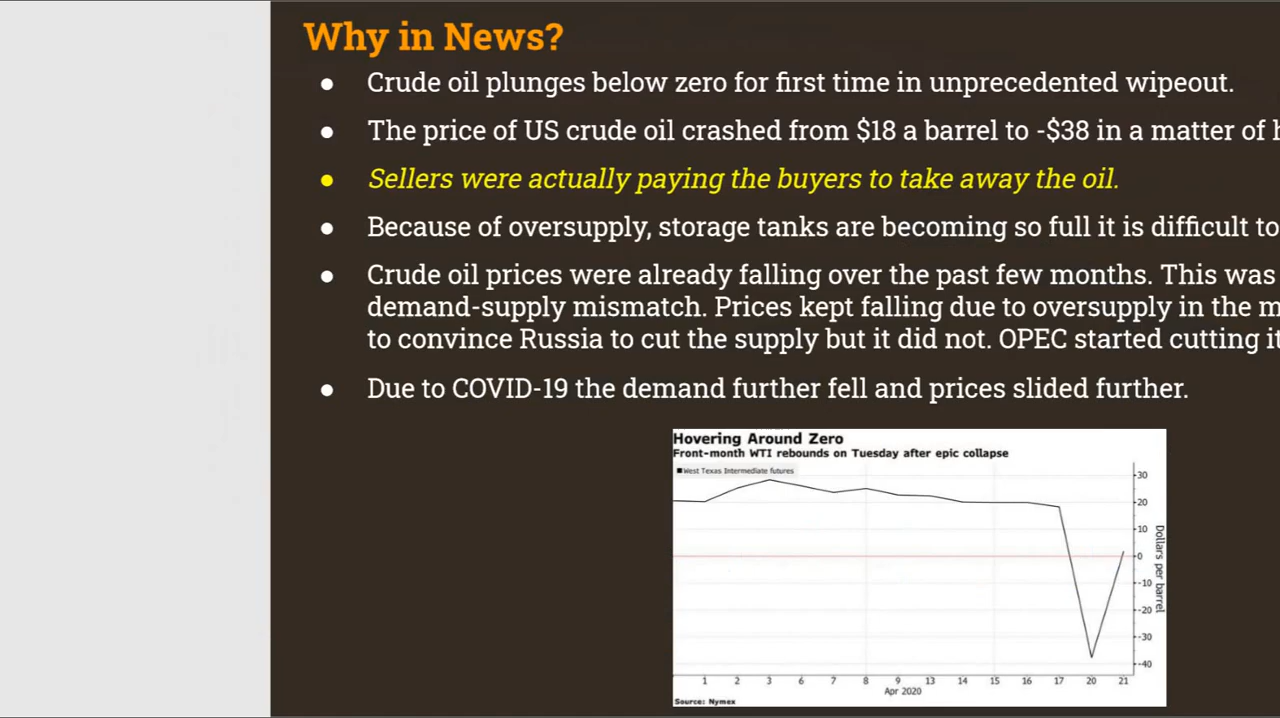 Why in News?
● Crude oil plunges below zero for first time in unprecedented wipeout.
● The price of US crude oil crashed from $18 a barrel to -$38 in a matter of
● Sellers were actually paying the buyers to take away the oil.
● Because of oversupply, storage tanks are becoming so full it is difficult to
● Crude oil prices were already falling over the past few months. This was
demand-supply mismatch. Prices kept falling due to oversupply in the
to convince Russia to cut the supply but it did not. OPEC started cutting
● Due to COVID-19 the demand further fell and prices slided further.
Hovering Around Zero
Front-month WTI rebounds on Tuesday after epic collapse
West Texas Intermediate futures
30
20
10
0
-10
-20
-30
-40
Dollars per barrel
1 2 3 6 7 8 9 13 14 15 16 17 20 21
Apr 2020
Source: Nymex